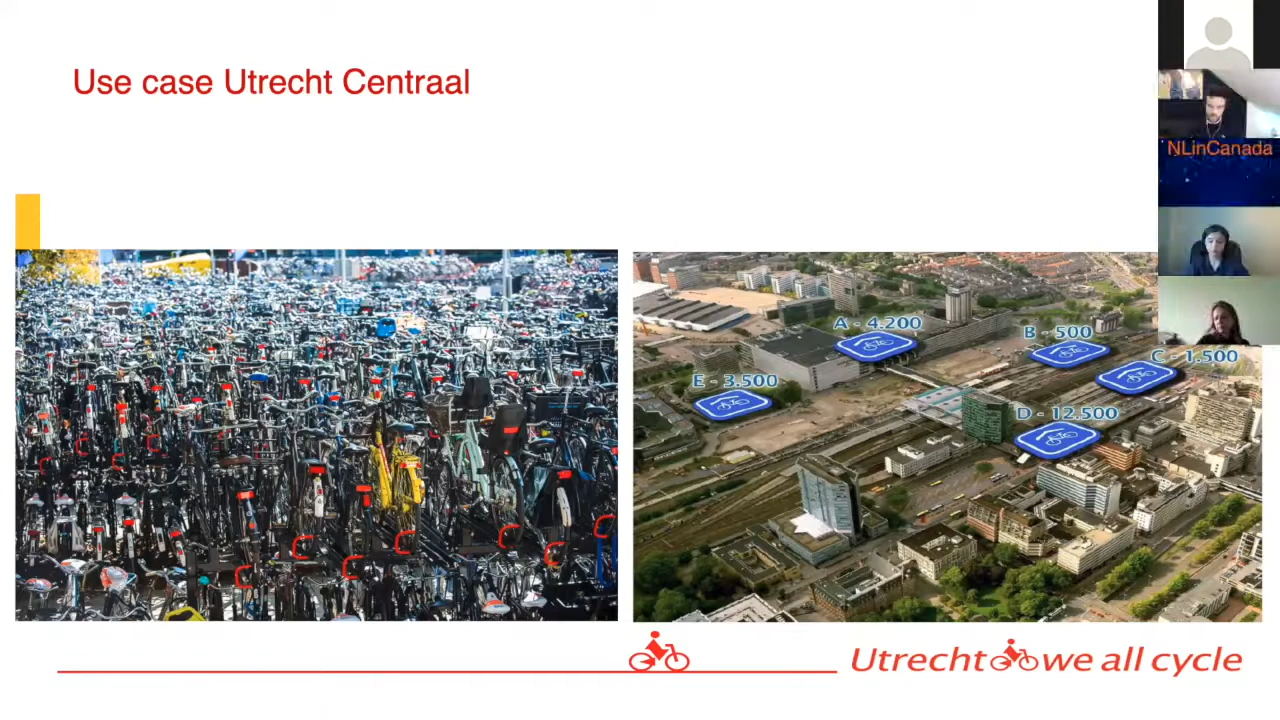 Use case Utrecht Centraal
NLinCanada
A - 4.200
B - 500
C - 1.500
E - 3.500
D - 12.500
Utrecht we all cycle